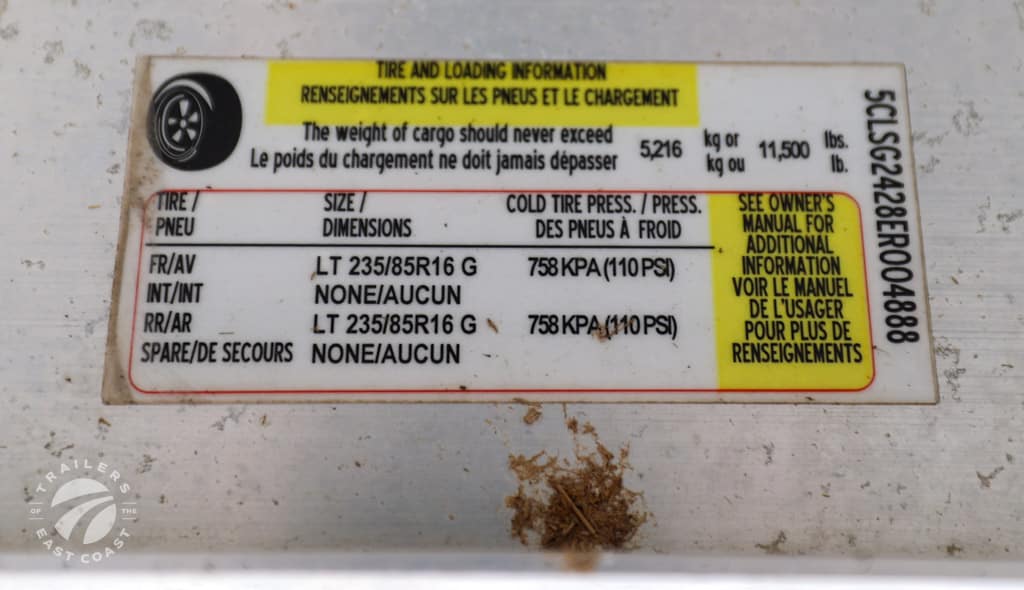 TIRE AND LOADING INFORMATION
RENSEIGNEMENTS SUR LES PNEUS ET LE CHARGEMENT
The weight of cargo should never exceed 5,216 kg or 11,500 lbs.
Le poids du chargement ne doit jamais dépasser kg ou lb.
TIRE / SIZE / COLD TIRE PRESS. / PRESS.
PNEU DIMENSIONS DES PNEUS À FROID
FR/AV LT 235/85R16 G 758 KPA (110 PSI)
INT/INT NONE/AUCUN
RR/AR LT 235/85R16 G 758 KPA (110 PSI)
SPARE/DE SECOURS NONE/AUCUN
SEE OWNER'S
MANUAL FOR
ADDITIONAL
INFORMATION
VOIR LE MANUEL
DE L'USAGER
POUR PLUS DE
RENSEIGNEMENTS
5CLSG2428ER004888
TRAILERS
OF THE
EAST COAST